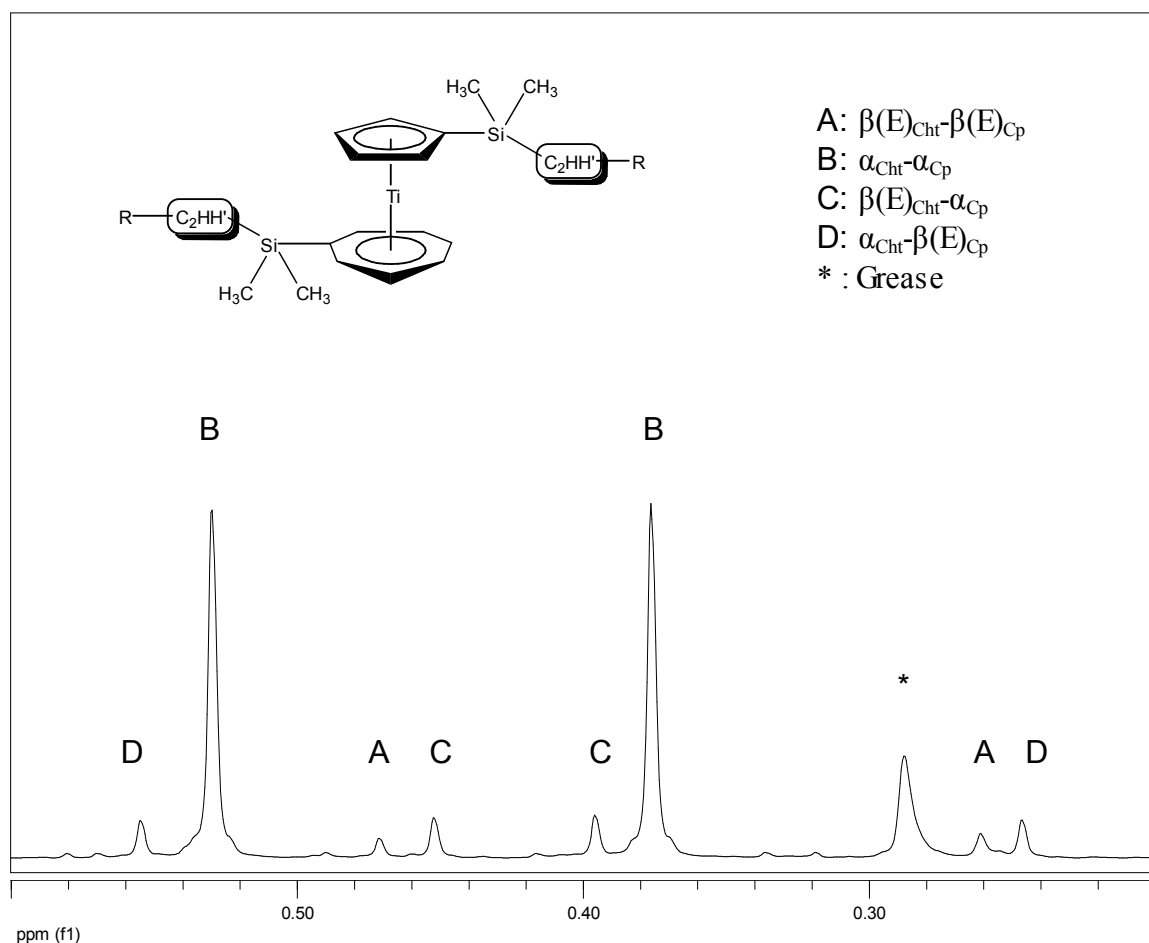 H₃C CH₃
Si
C₂HH' R
Ti
R C₂HH'
Si
H₃C CH₃
A: β(E)Cht-β(E)Cp
B: αCht-αCp
C: β(E)Cht-αCp
D: αCht-β(E)Cp
* : Grease
B B
*
D A C C A D
0.50 0.40 0.30
ppm (f1)